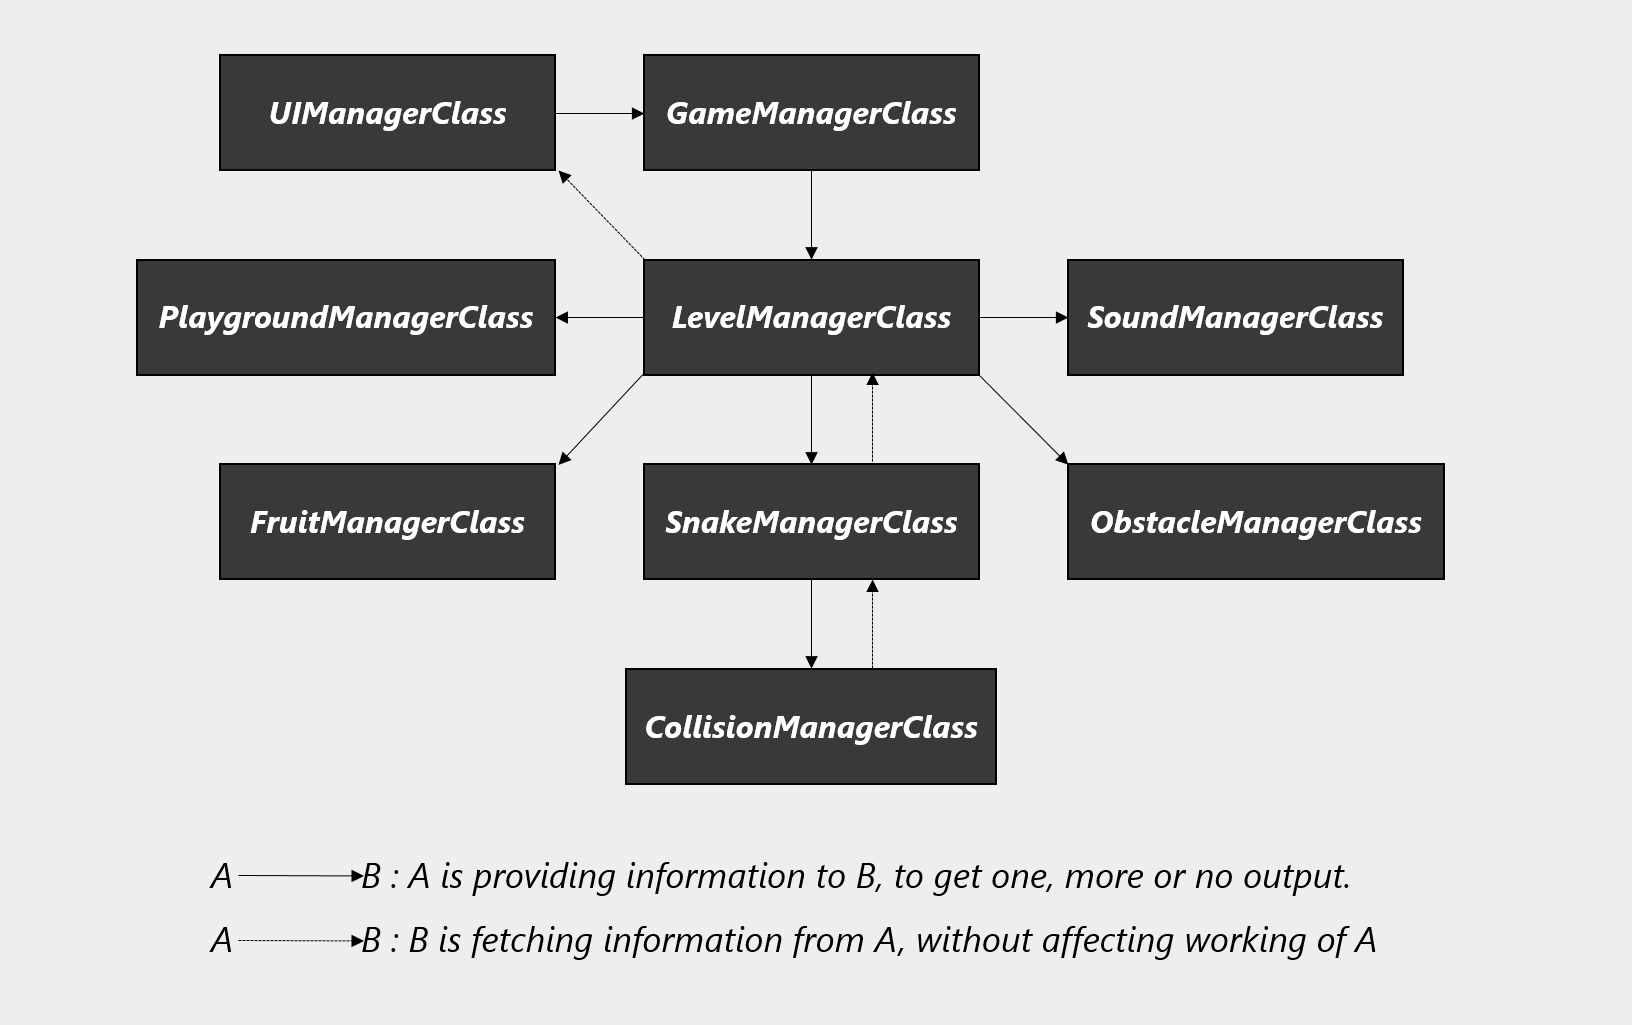 UIManagerClass
GameManagerClass
PlaygroundManagerClass
LevelManagerClass
SoundManagerClass
FruitManagerClass
SnakeManagerClass
ObstacleManagerClass
CollisionManagerClass
A B : A is providing information to B, to get one, more or no output.
A B : B is fetching information from A, without affecting working of A